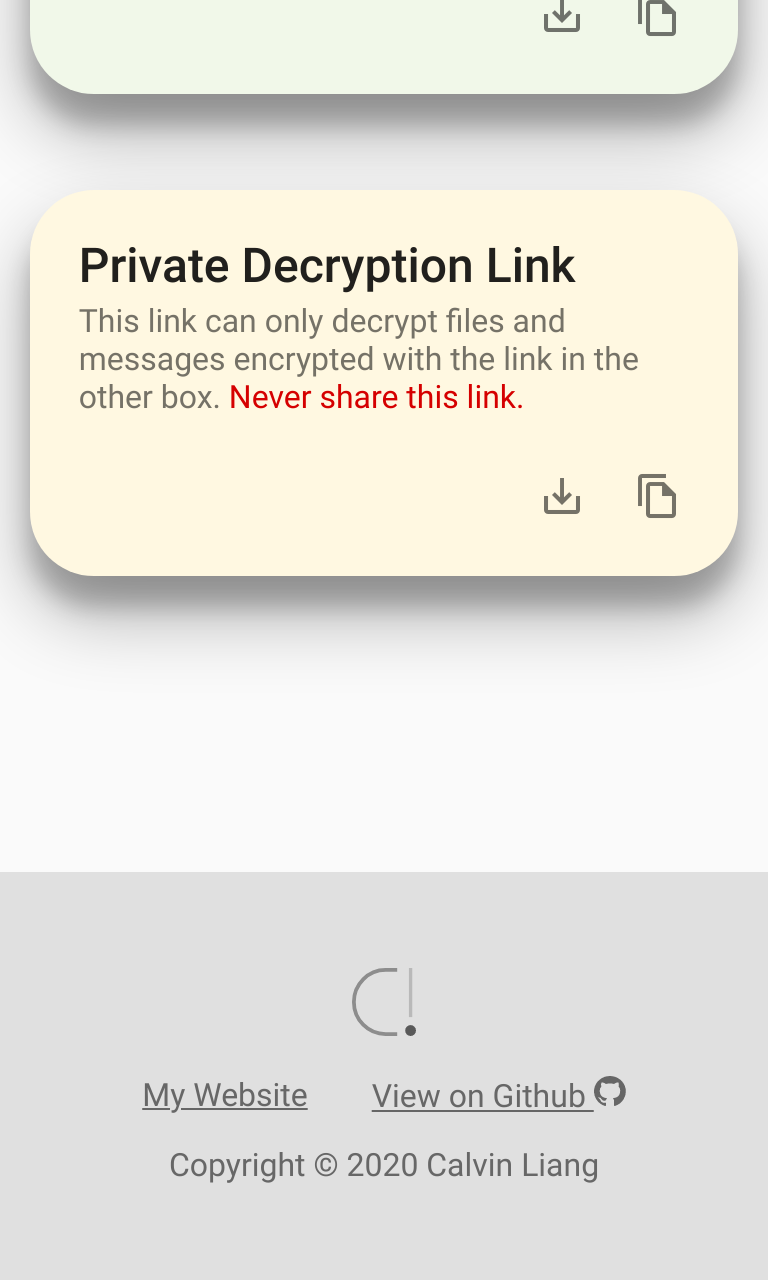 Private Decryption Link
This link can only decrypt files and
messages encrypted with the link in the
other box. Never share this link.
My Website
View on Github
Copyright © 2020 Calvin Liang